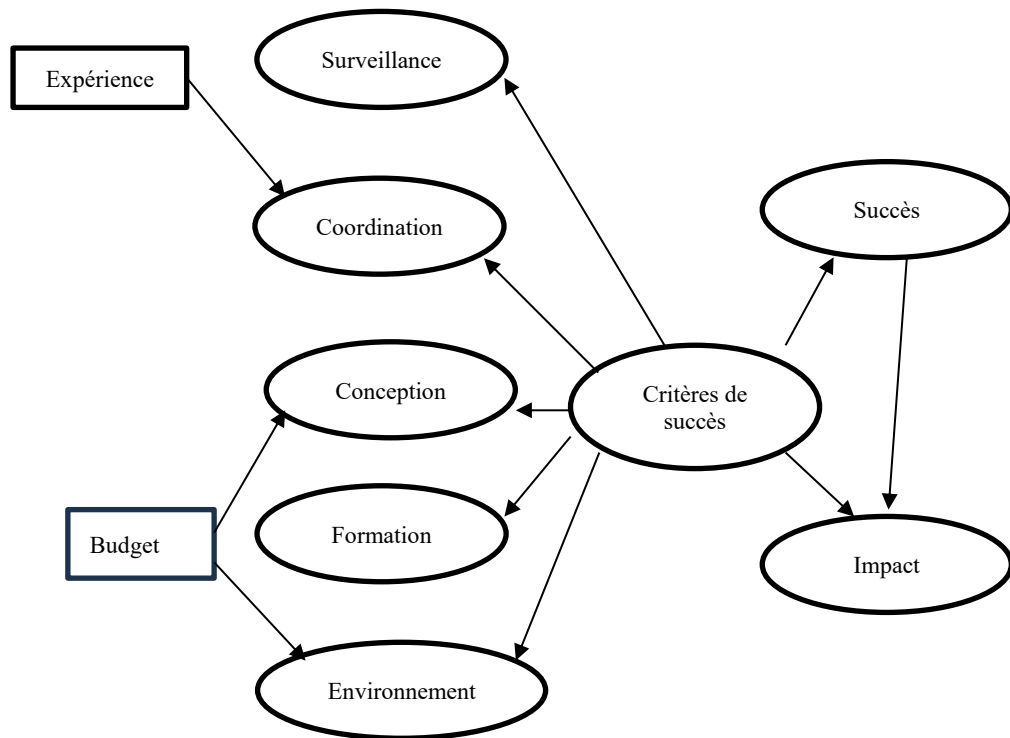 Surveillance
Expérience
Coordination
Succès
Conception
Critères de
succès
Formation
Budget
Impact
Environnement